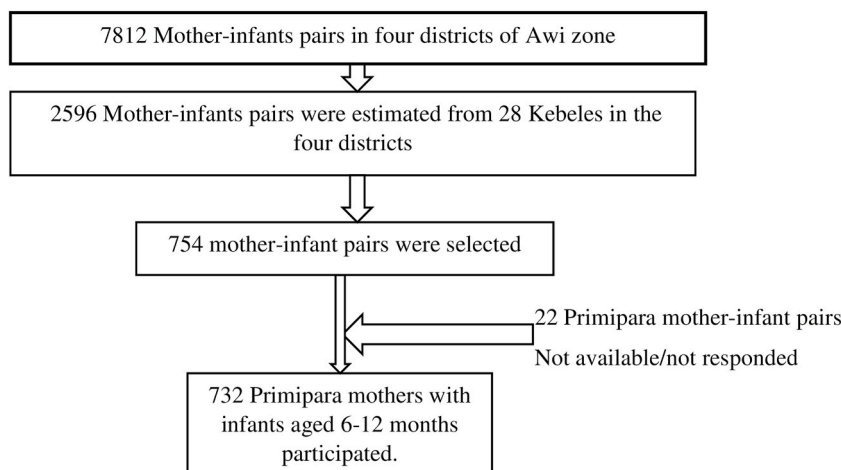 7812 Mother-infants pairs in four districts of Awi zone
2596 Mother-infants pairs were estimated from 28 Kebeles in the
four districts
754 mother-infant pairs were selected
22 Primipara mother-infant pairs
Not available/not responded
732 Primipara mothers with
infants aged 6-12 months
participated.